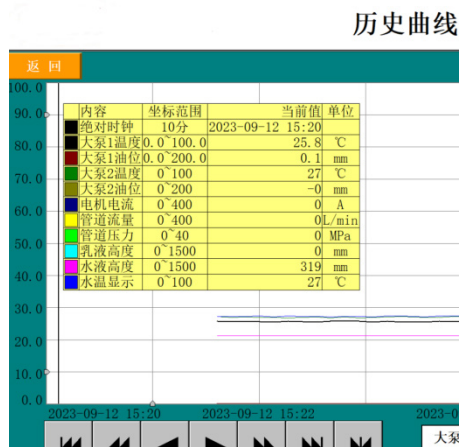 历史曲线
返 回
100.0
90.0
80.0
70.0
60.0
50.0
40.0
30.0
20.0
10.0
0.0
内容 坐标范围 当前值 单位
绝对时钟 10分 2023-09-12 15:20
大泵1温度 0.0~100.0 25.8 ℃
大泵1油位 0.0~200.0 0.1 mm
大泵2温度 0~100 27 ℃
大泵2油位 0~200 -0 mm
电机电流 0~400 0 A
管道流量 0~400 0 L/min
管道压力 0~40 0 MPa
乳液高度 0~1500 0 mm
水液高度 0~1500 319 mm
水温显示 0~100 27 ℃
2023-09-12 15:20 2023-09-12 15:22 2023-0
大泵